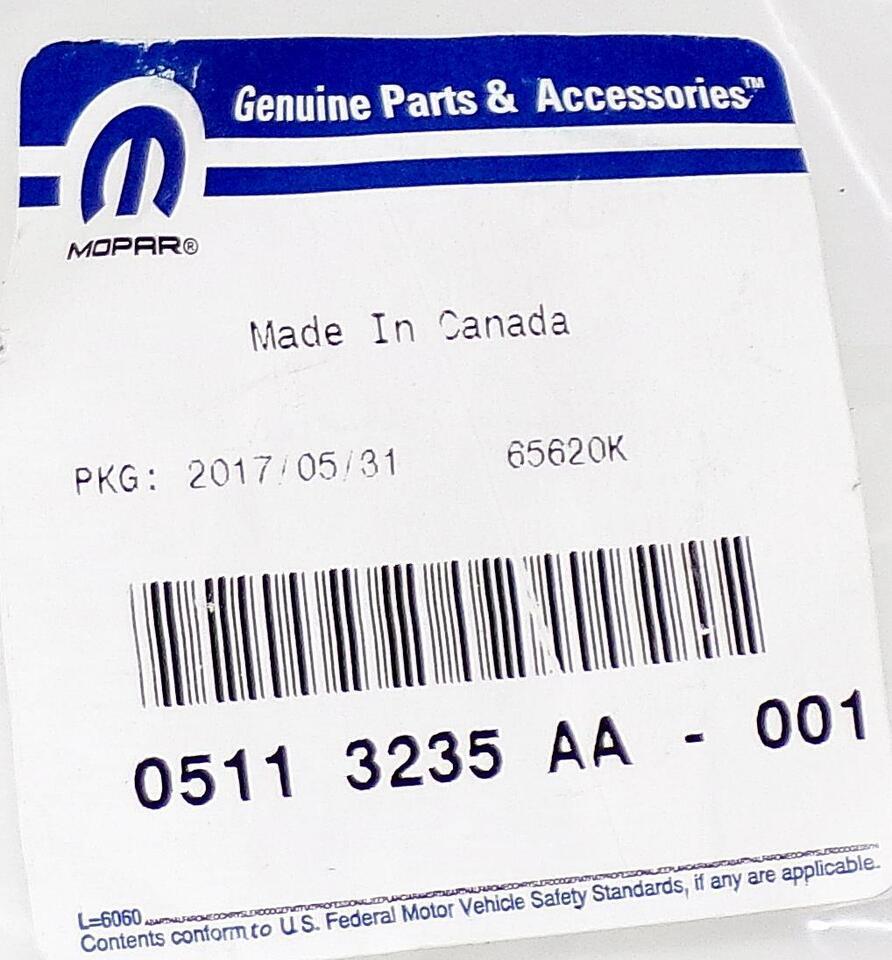 Genuine Parts & Accessories™
MOPAR®
Made In Canada
PKG: 2017/05/31 65620K
0511 3235 AA - 001
L=6060
Contents conform to U.S. Federal Motor Vehicle Safety Standards, if any are applicable.